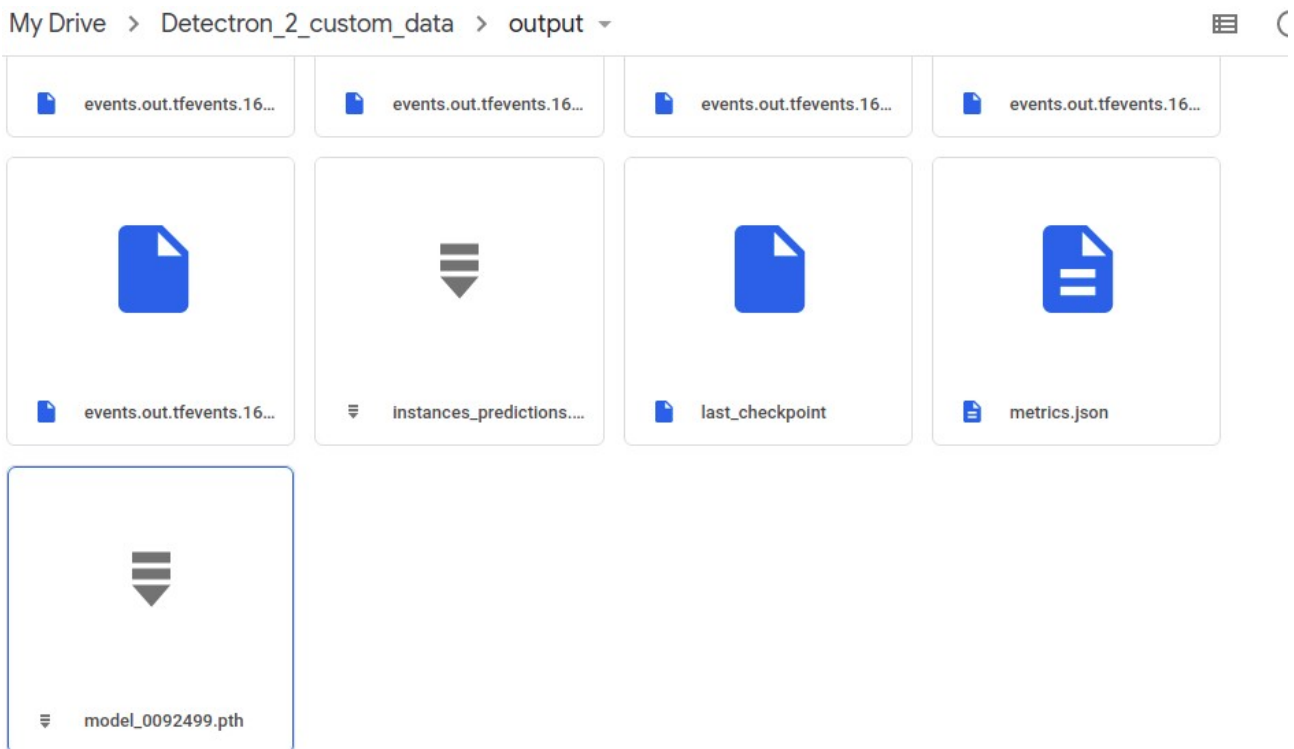 My Drive > Detectron_2_custom_data > output
events.out.tfevents.16... events.out.tfevents.16... events.out.tfevents.16... events.out.tfevents.16...
events.out.tfevents.16... instances_predictions.... last_checkpoint metrics.json
model_0092499.pth